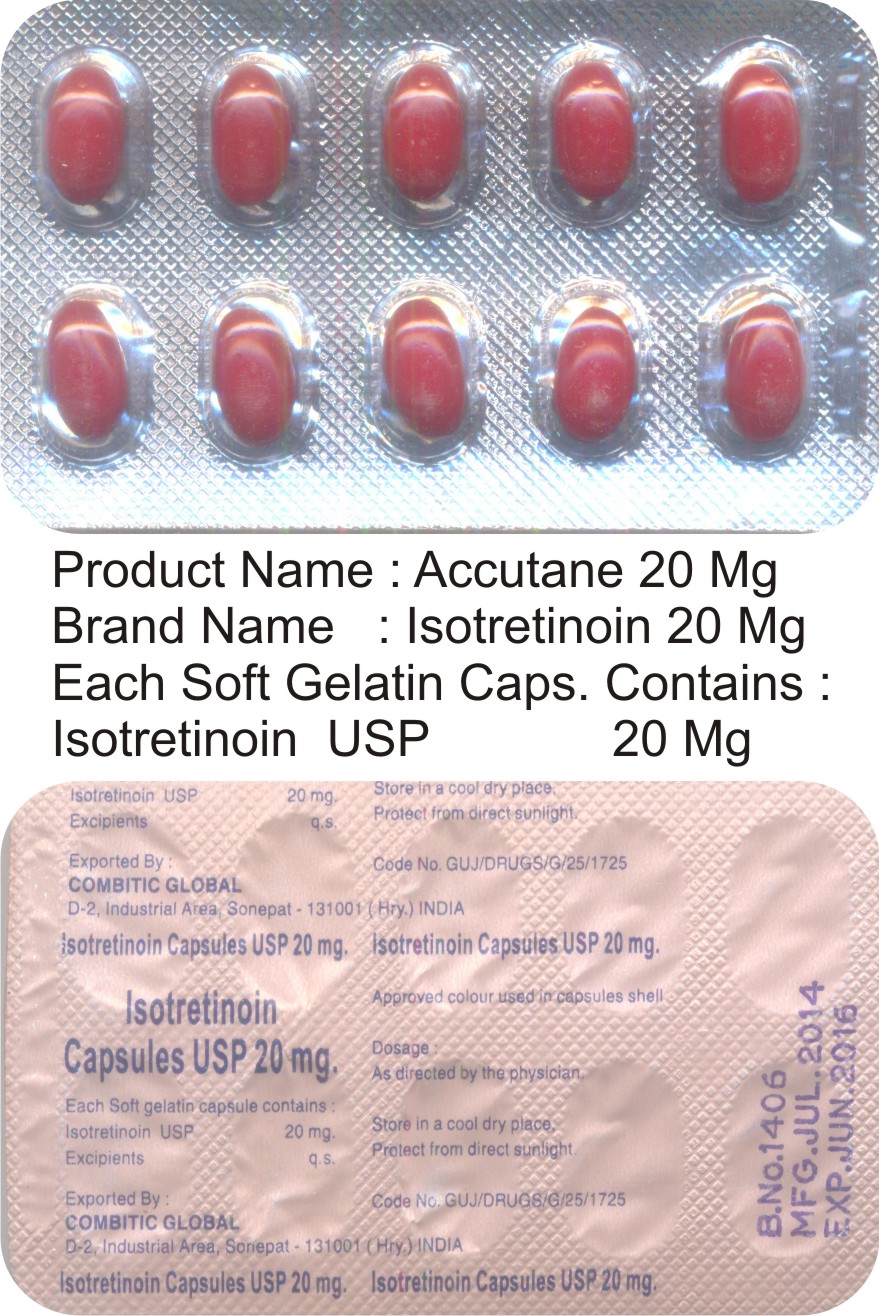 Product Name : Accutane 20 Mg
Brand Name : Isotretinoin 20 Mg
Each Soft Gelatin Caps. Contains :
Isotretinoin USP 20 Mg
Isotretinoin USP 20 mg.
Excipients q.s.
Exported By :
COMBITIC GLOBAL
D-2, Industrial Area, Sonepat - 131001 ( Hry.) INDIA
Store in a cool dry place.
Protect from direct sunlight.
Code No. GUJ/DRUGS/G/25/1725
Isotretinoin Capsules USP 20 mg. Isotretinoin Capsules USP 20 mg.
Isotretinoin
Capsules USP 20 mg.
Each Soft gelatin capsule contains :
Isotretinoin USP 20 mg.
Excipients q.s.
Exported By :
COMBITIC GLOBAL
D-2, Industrial Area, Sonepat - 131001 ( Hry.) INDIA
Approved colour used in capsules shell
Dosage :
As directed by the physician.
Store in a cool dry place.
Protect from direct sunlight.
Code No. GUJ/DRUGS/G/25/1725
Isotretinoin Capsules USP 20 mg. Isotretinoin Capsules USP 20 mg.
B.No.1406
MFG.JUL.2014
EXP.JUN.2016